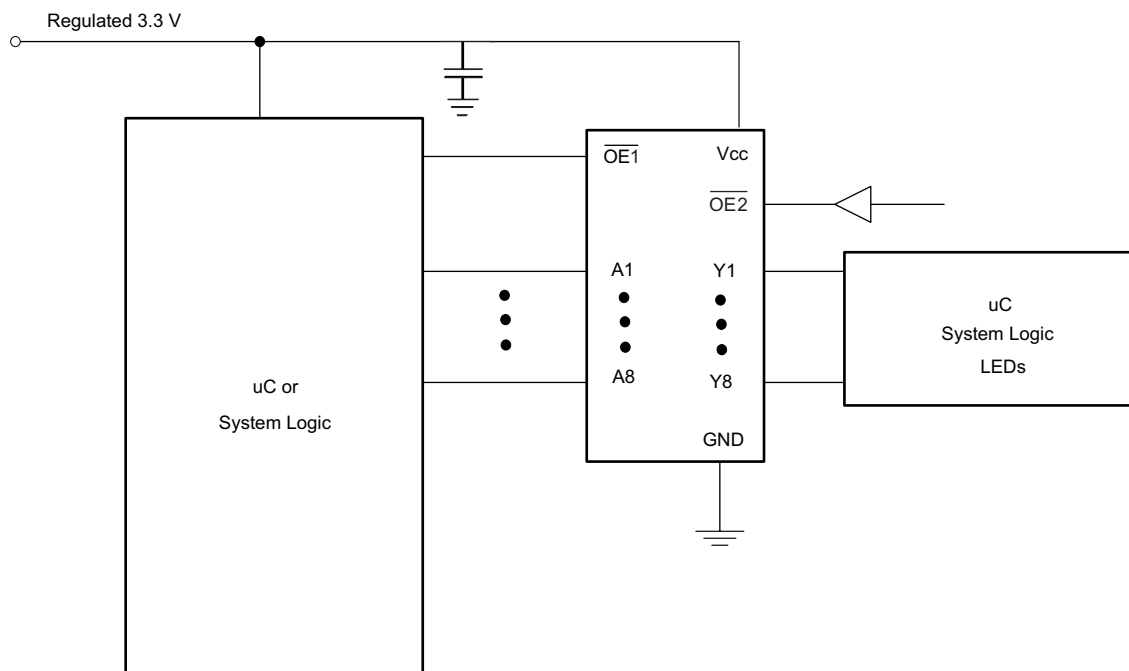 Regulated 3.3 V
OE1
Vcc
OE2
A1
Y1
A8
Y8
GND
uC or
System Logic
uC
System Logic
LEDs